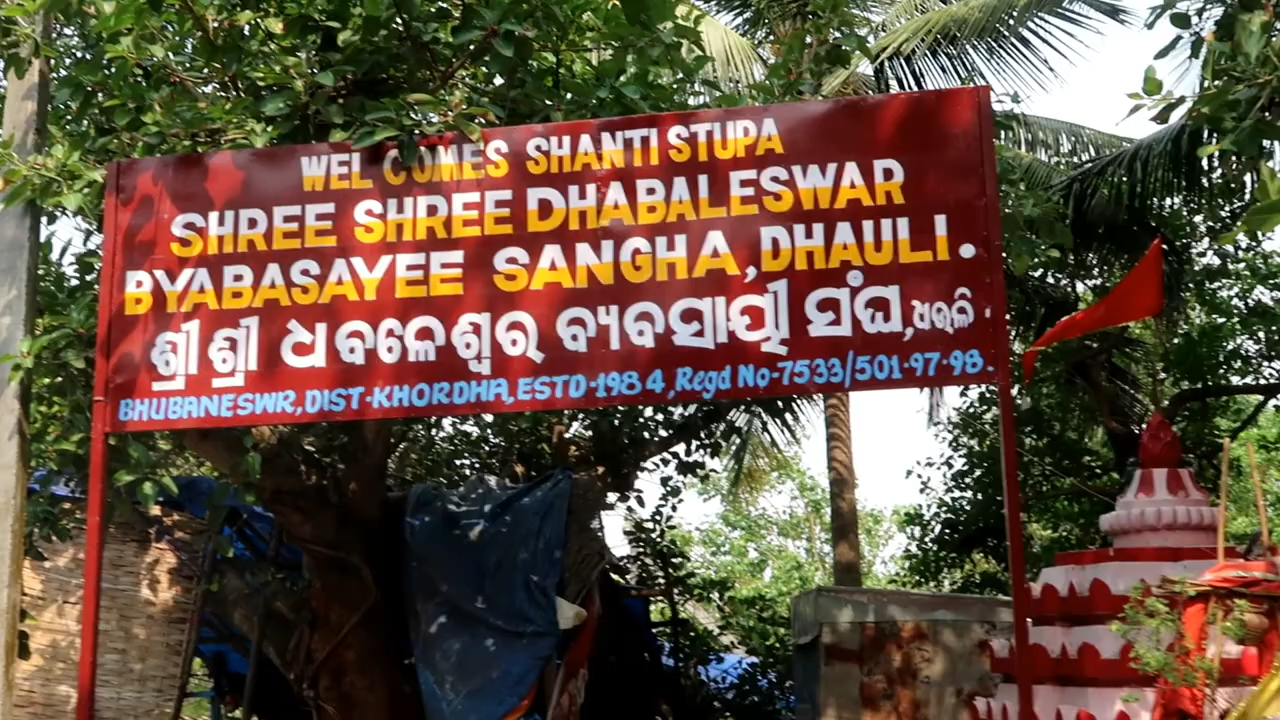 WEL COMES SHANTI STUPA
SHREE SHREE DHABALESWAR
BYABASAYEE SANGHA, DHAULI.
ଶ୍ରୀ ଶ୍ରୀ ଧବଳେଶ୍ୱର ବ୍ୟବସାୟୀ ସଂଘ, ଧଉଳି.
BHUBANESWR, DIST-KHORDHA, ESTD-1984, Regd No-7533/501-97-98.